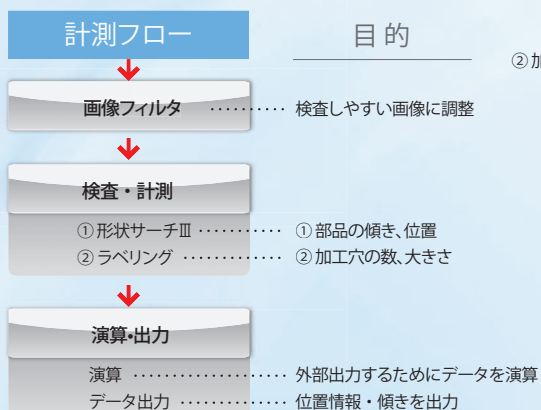 計測フロー 目的
②加
画像フィルタ ・・・・・・・・・・ 検査しやすい画像に調整
検査・計測
①形状サーチⅢ ・・・・・・・・・・・ ①部品の傾き、位置
②ラベリング ・・・・・・・・・・・・・ ②加工穴の数、大きさ
演算・出力
演算 ・・・・・・・・・・・・・・・・・・・・ 外部出力するためにデータを演算
データ出力 ・・・・・・・・・・・・・・ 位置情報・傾きを出力